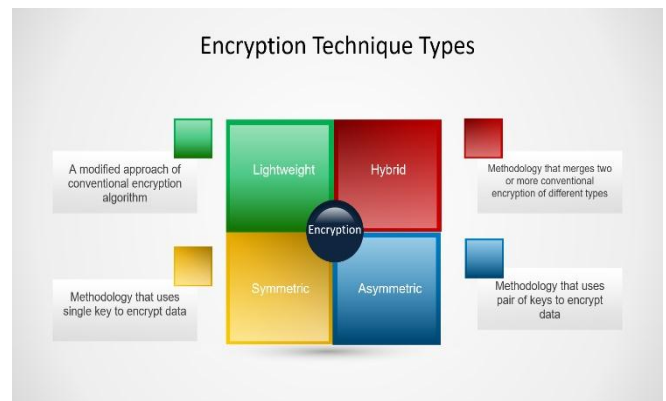 Encryption Technique Types
A modified approach of
conventional encryption
algorithm
Lightweight
Hybrid
Methodology that merges two
or more conventional
encryption of different types
Encryption
Methodology that uses
single key to encrypt data
Symmetric
Asymmetric
Methodology that uses
pair of keys to encrypt
data